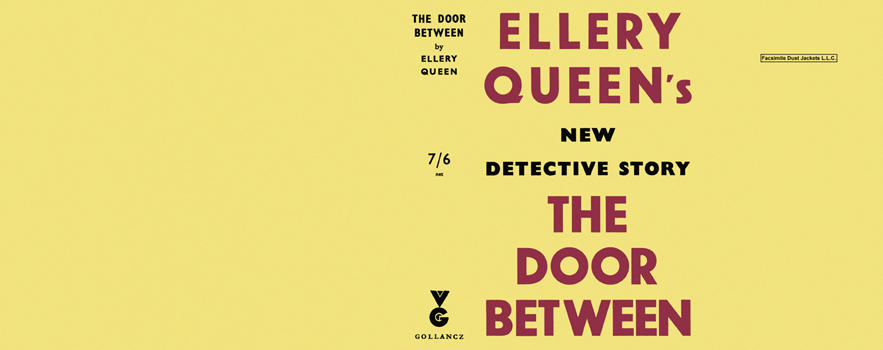 THE DOOR
BETWEEN
by
ELLERY
QUEEN
7/6
net
VG
GOLLANCZ
ELLERY
QUEEN's
NEW
DETECTIVE STORY
THE
DOOR
BETWEEN
Facsimile Dust Jackets L.L.C.